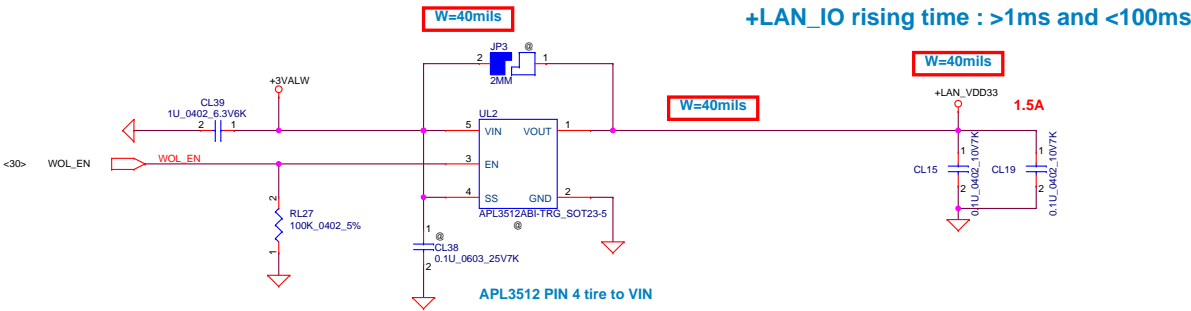 W=40mils
+LAN_IO rising time : >1ms and <100ms
JP3
@
2
1
2MM
W=40mils
+3VALW
+LAN_VDD33
1.5A
CL39
1U_0402_6.3V6K
2
1
W=40mils
UL2
5
VIN
VOUT
1
<30>
WOL_EN
WOL_EN
3
EN
4
SS
GND
2
APL3512ABI-TRG_SOT23-5
@
2
RL27
100K_0402_5%
1
1
@
CL38
0.1U_0603_25V7K
2
1
CL15
2
0.1U_0402_10V7K
1
CL19
2
0.1U_0402_10V7K
APL3512 PIN 4 tire to VIN